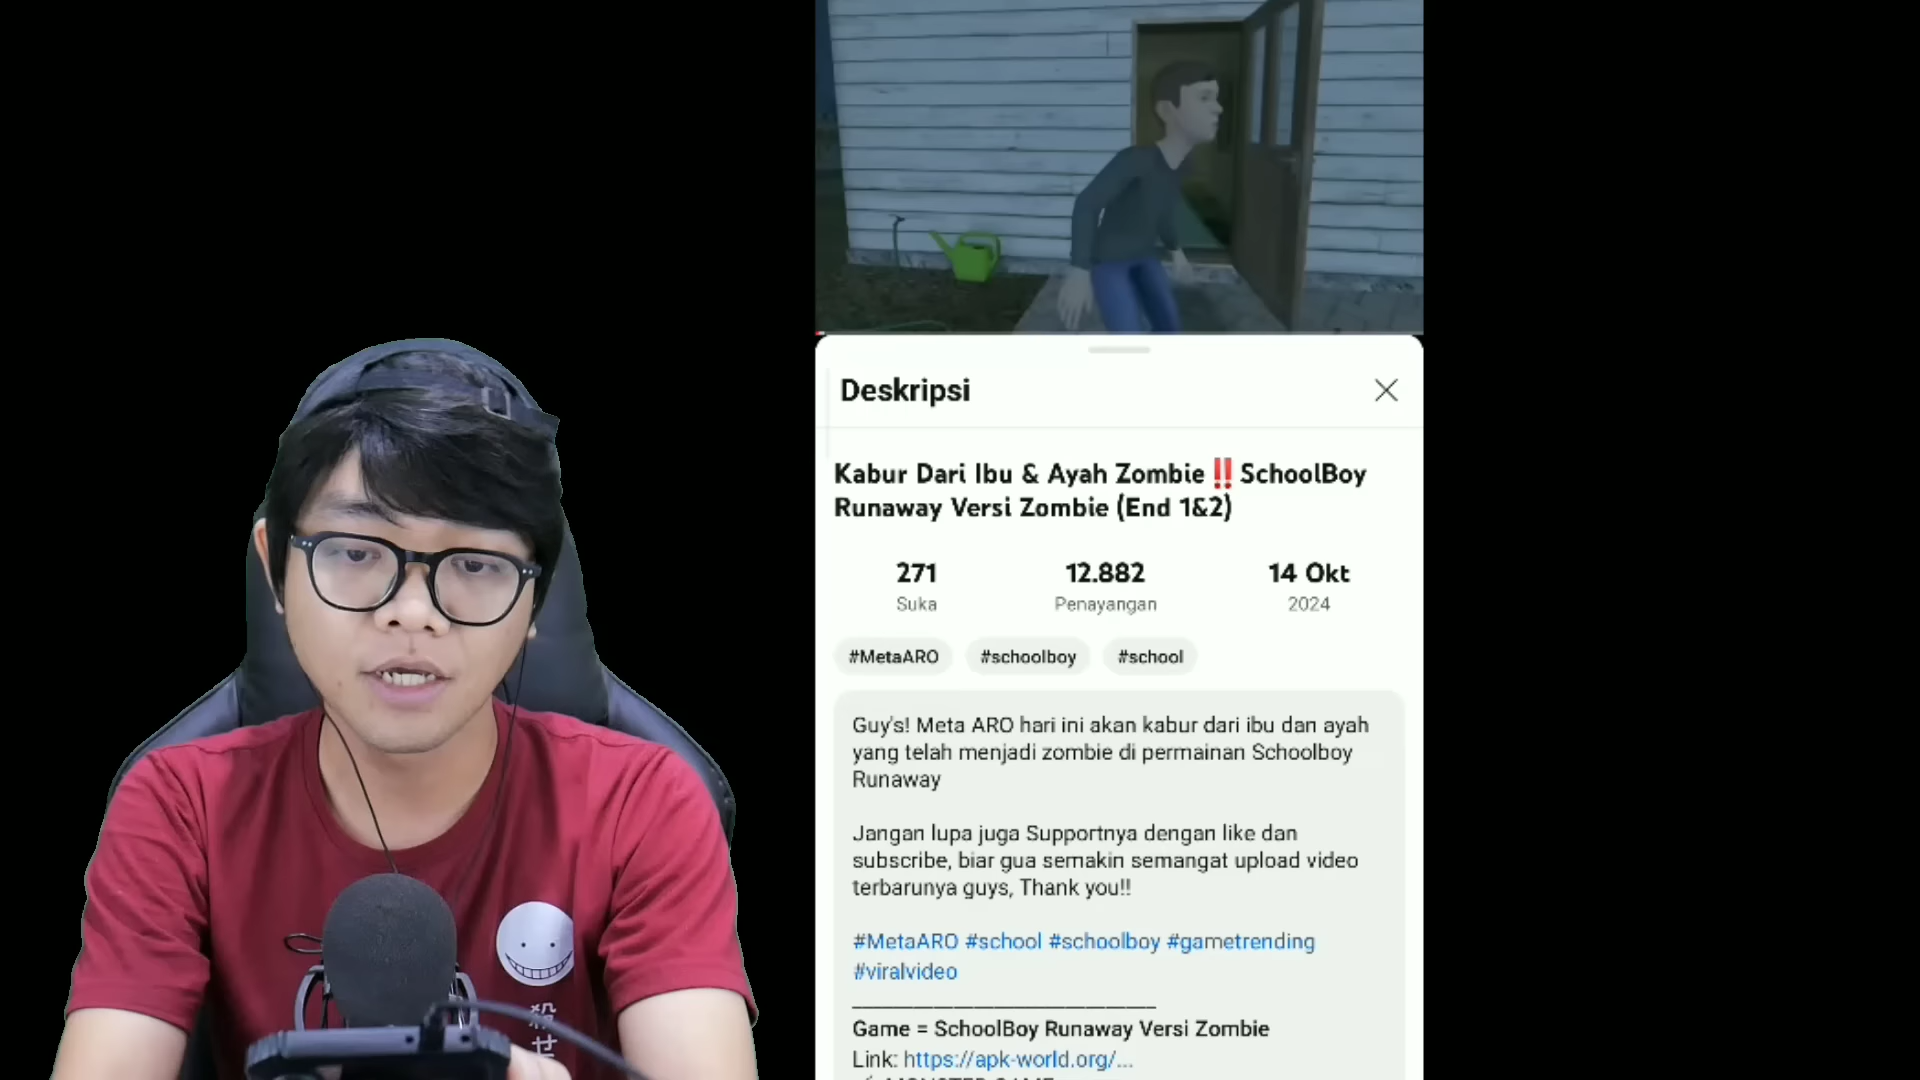 Deskripsi
Kabur Dari Ibu & Ayah Zombie‼️SchoolBoy
Runaway Versi Zombie (End 1&2)
271
Suka
12.882
Penayangan
14 Okt
2024
#MetaARO
#schoolboy
#school
Guy's! Meta ARO hari ini akan kabur dari ibu dan ayah
yang telah menjadi zombie di permainan Schoolboy
Runaway
Jangan lupa juga Supportnya dengan like dan
subscribe, biar gua semakin semangat upload video
terbarunya guys, Thank you!!
#MetaARO #school #schoolboy #gametrending
#viralvideo
Game = SchoolBoy Runaway Versi Zombie
Link: https://apk-world.org/...
殺
せ